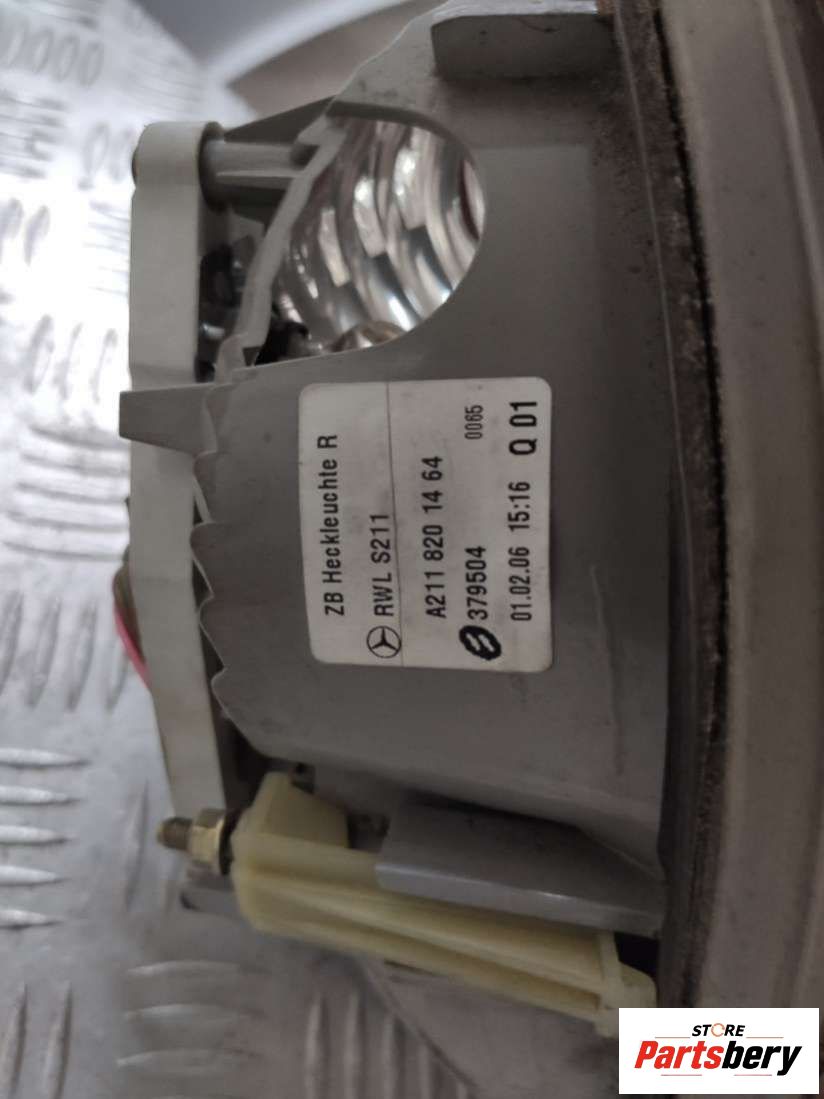 ZB Heckleuchte R
RWL S211
A211 820 14 64
379504 0065
01.02.06 15:16 Q 01
STORE
Partsbery